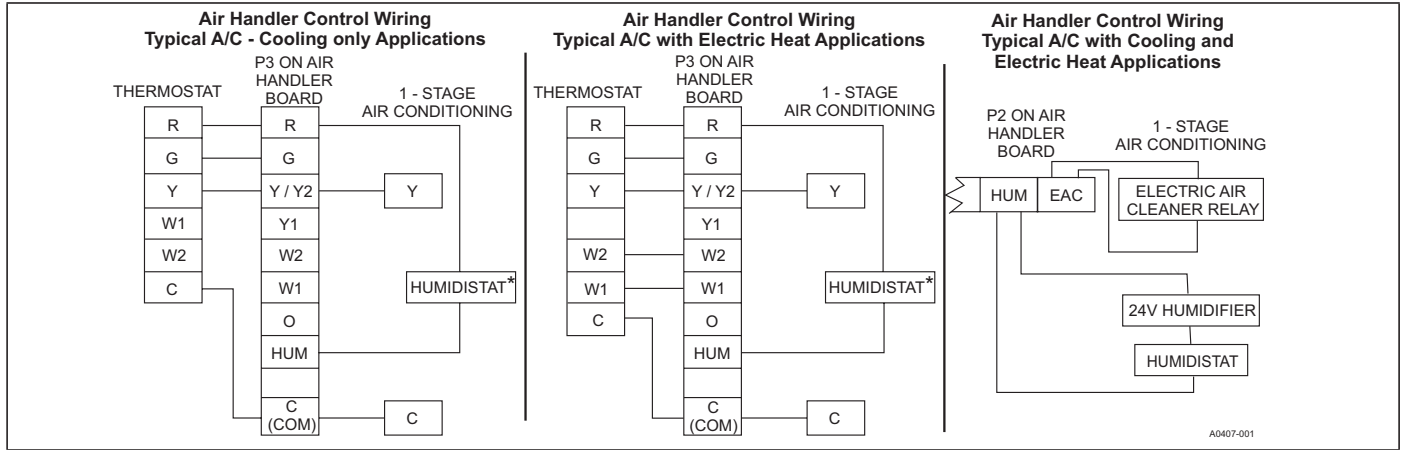 Air Handler Control Wiring
Typical A/C - Cooling only Applications
THERMOSTAT
P3 ON AIR
HANDLER
BOARD
1 - STAGE
AIR CONDITIONING
R
G
Y
W1
W2
C
R
G
Y / Y2
Y1
W2
W1
O
HUM
C
(COM)
Y
HUMIDISTAT*
C
Air Handler Control Wiring
Typical A/C with Electric Heat Applications
THERMOSTAT
P3 ON AIR
HANDLER
BOARD
1 - STAGE
AIR CONDITIONING
R
G
Y
W2
W1
C
R
G
Y / Y2
Y1
W2
W1
O
HUM
C
(COM)
Y
HUMIDISTAT*
C
Air Handler Control Wiring
Typical A/C with Cooling and
Electric Heat Applications
P2 ON AIR
HANDLER
BOARD
1 - STAGE
AIR CONDITIONING
HUM
EAC
ELECTRIC AIR
CLEANER RELAY
24V HUMIDIFIER
HUMIDISTAT
A0407-001